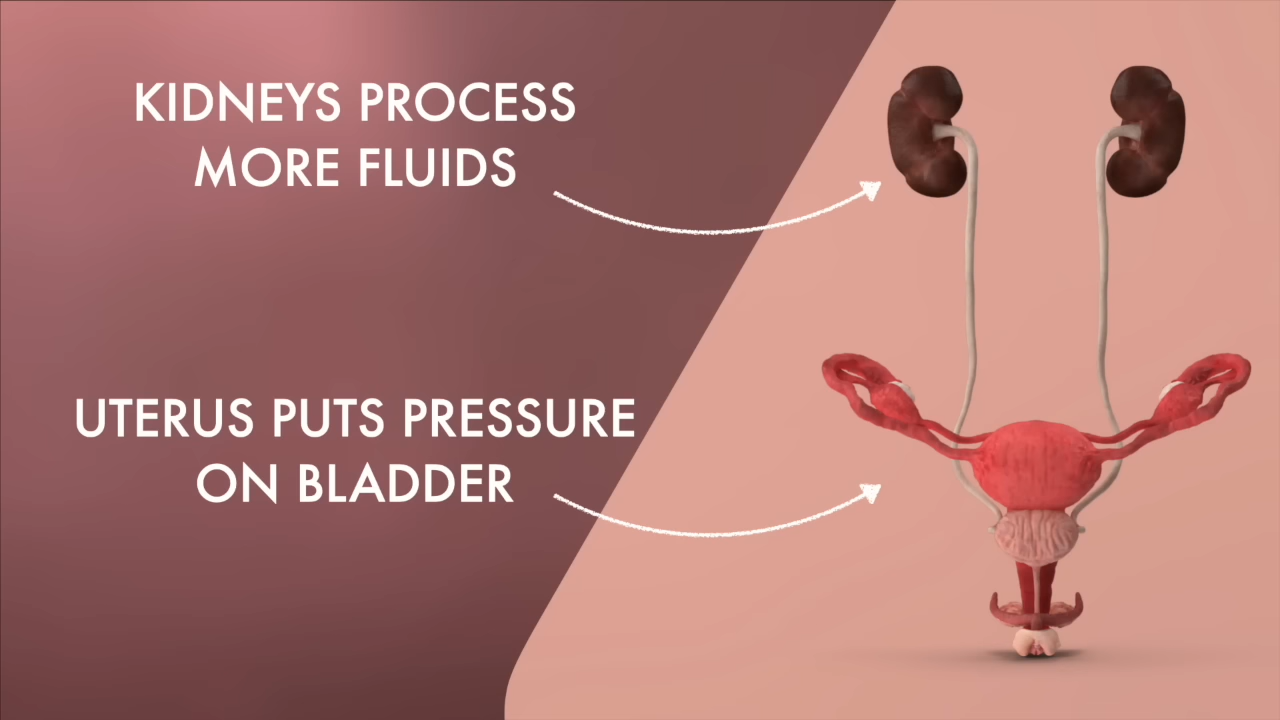 KIDNEYS PROCESS
MORE FLUIDS
UTERUS PUTS PRESSURE
ON BLADDER